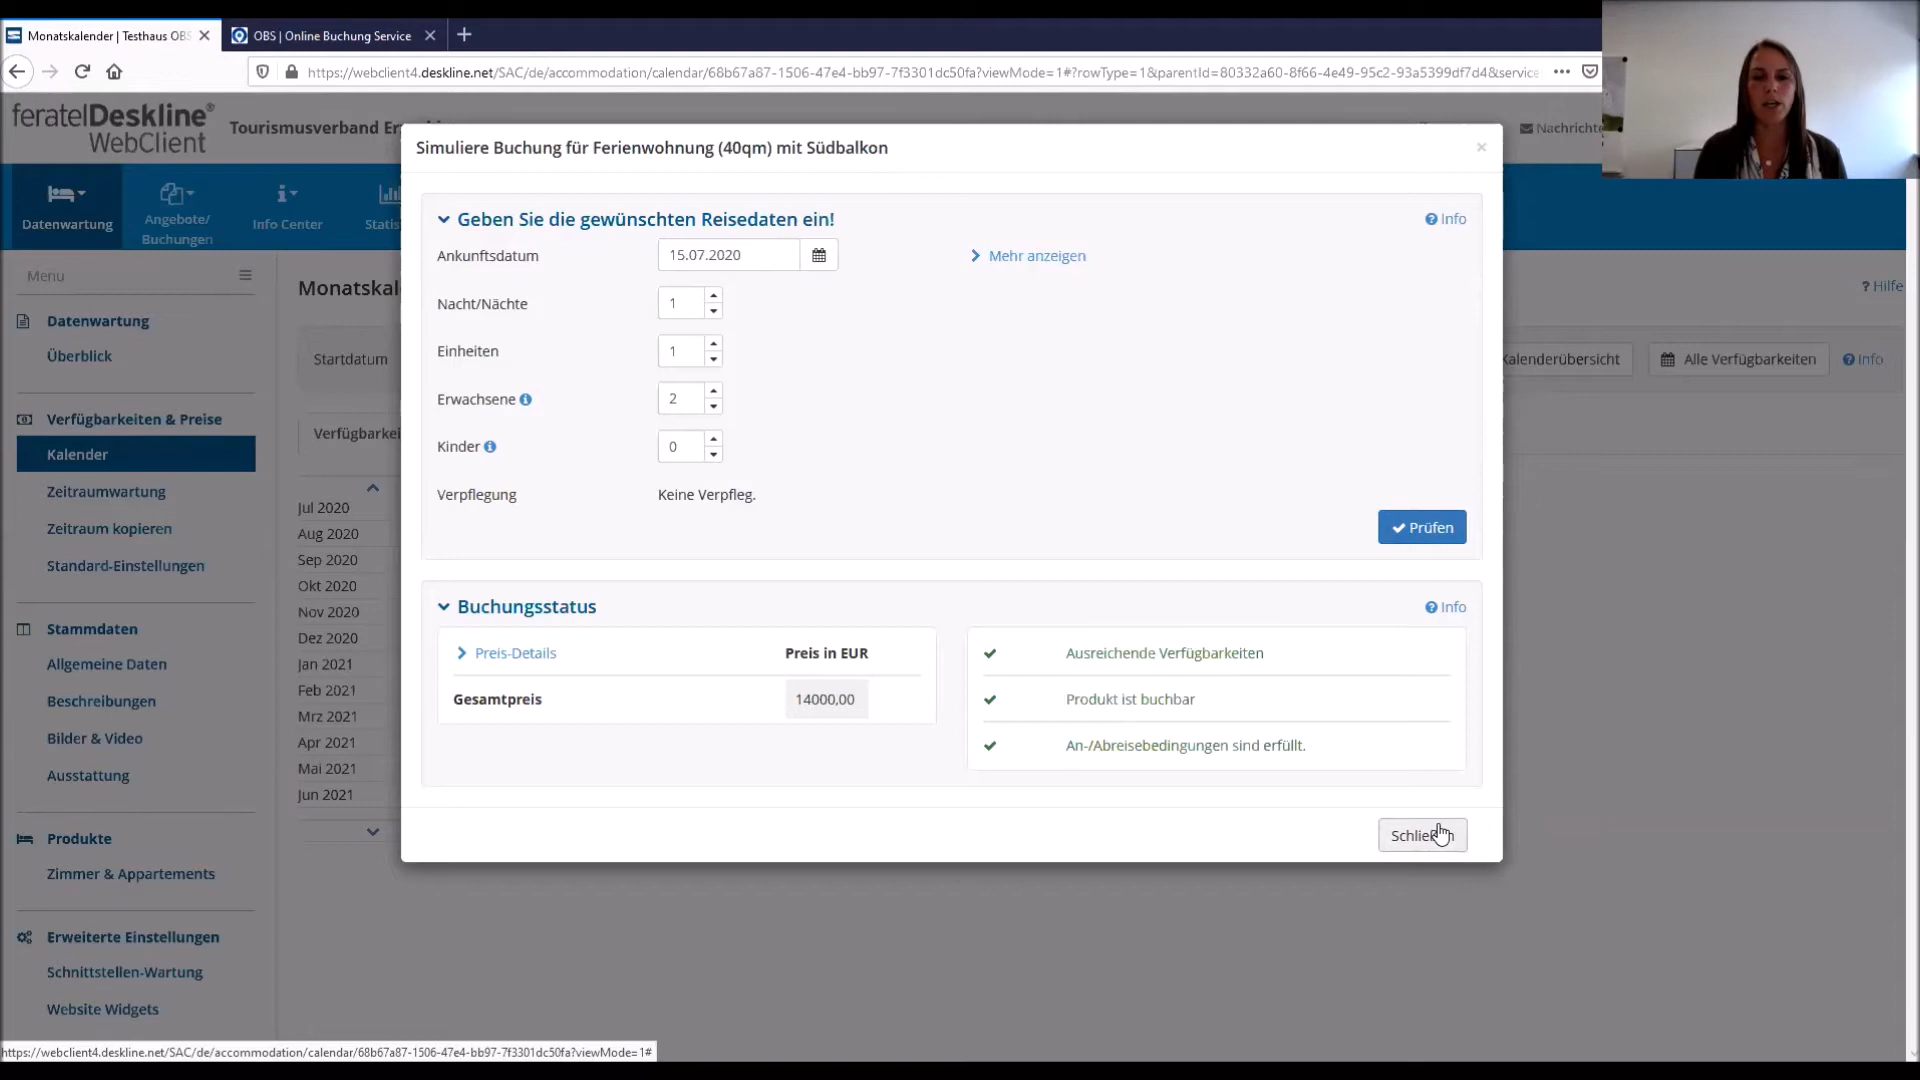 Monatskalender | Testhaus OBS
OBS | Online Buchung Service
https://webclient4.deskline.net/SAC/de/accommodation/calendar/68b67a87-1506-47e4-bb97-7f3301dc50fa?viewMode=1#?rowType=1&parentId=80332a60-8f66-4e49-95c2-93a5399df7d4&service
feratelDeskline®
WebClient
Tourismusverband
Nachrichte
Datenwartung
Angebote/
Buchungen
Info Center
Statis
Menu
Datenwartung
Überblick
Verfügbarkeiten & Preise
Kalender
Zeitraumwartung
Zeitraum kopieren
Standard-Einstellungen
Stammdaten
Allgemeine Daten
Beschreibungen
Bilder & Video
Ausstattung
Produkte
Zimmer & Appartements
Erweiterte Einstellungen
Schnittstellen-Wartung
Website Widgets
Monatskal
? Hilfe
Startdatum
Kalenderübersicht
Alle Verfügbarkeiten
Info
Verfügbarkei
Jul 2020
Aug 2020
Sep 2020
Okt 2020
Nov 2020
Dez 2020
Jan 2021
Feb 2021
Mrz 2021
Apr 2021
Mai 2021
Jun 2021
Simuliere Buchung für Ferienwohnung (40qm) mit Südbalkon
×
Geben Sie die gewünschten Reisedaten ein!
Info
Ankunftsdatum 15.07.2020
Mehr anzeigen
Nacht/Nächte 1
Einheiten 1
Erwachsene 2
Kinder 0
Verpflegung Keine Verpfleg.
Prüfen
Buchungsstatus
Info
Preis-Details Preis in EUR
Gesamtpreis 14000,00
Ausreichende Verfügbarkeiten
Produkt ist buchbar
An-/Abreisebedingungen sind erfüllt.
https://webclient4.deskline.net/SAC/de/accommodation/calendar/68b67a87-1506-47e4-bb97-7f3301dc50fa?viewMode=1#